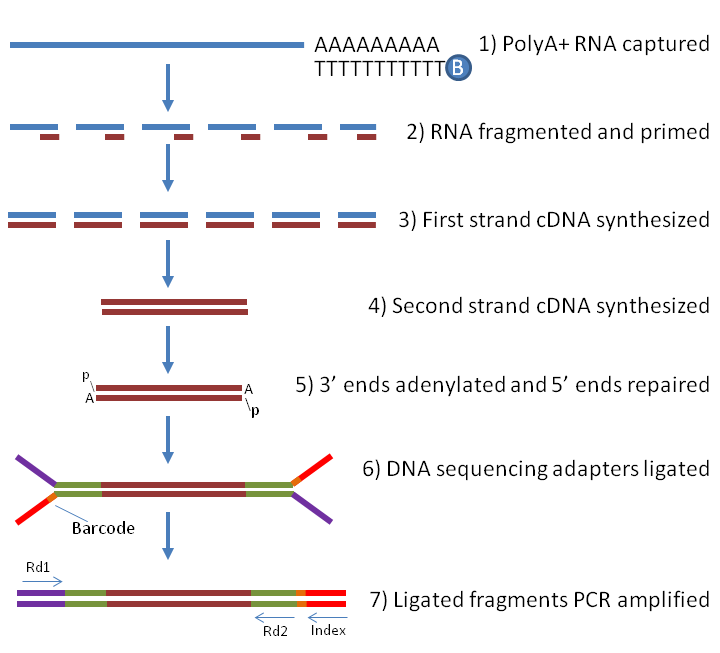 AAAAAAAAA
TTTTTTTTTTT B
1) PolyA+ RNA captured
2) RNA fragmented and primed
3) First strand cDNA synthesized
4) Second strand cDNA synthesized
p
A
A
p
5) 3’ ends adenylated and 5’ ends repaired
6) DNA sequencing adapters ligated
Barcode
Rd1
7) Ligated fragments PCR amplified
Rd2 Index